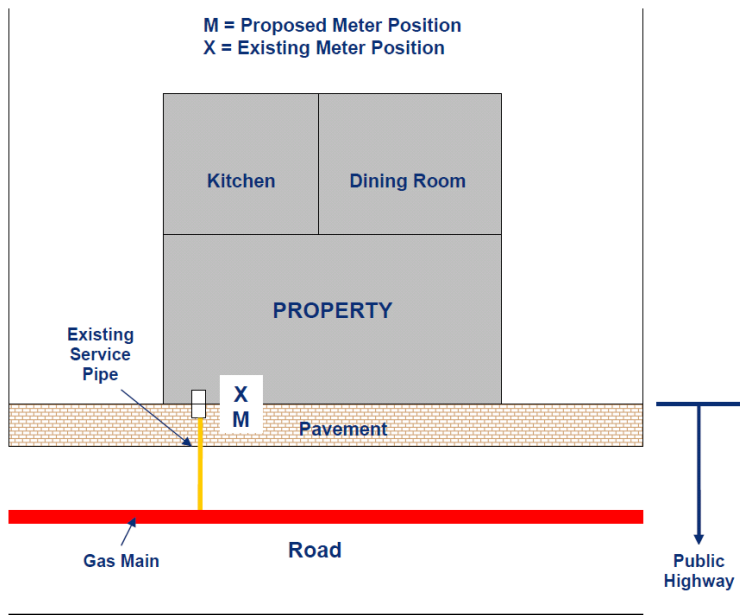 M = Proposed Meter Position
X = Existing Meter Position
Kitchen
Dining Room
PROPERTY
Existing
Service
Pipe
X
M
Pavement
Gas Main
Road
Public
Highway